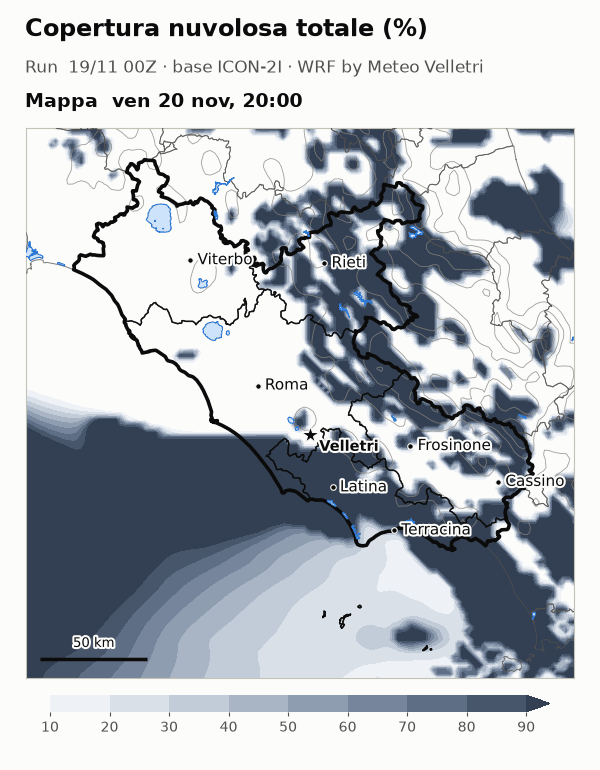 Copertura nuvolosa totale (%)
Run  19/11 00Z · base ICON-2I · WRF by Meteo Velletri
Mappa  ven 20 nov, 20:00
Viterbo
Rieti
Roma
Velletri
Frosinone
Latina
Cassino
Terracina
50 km
10 20 30 40 50 60 70 80 90